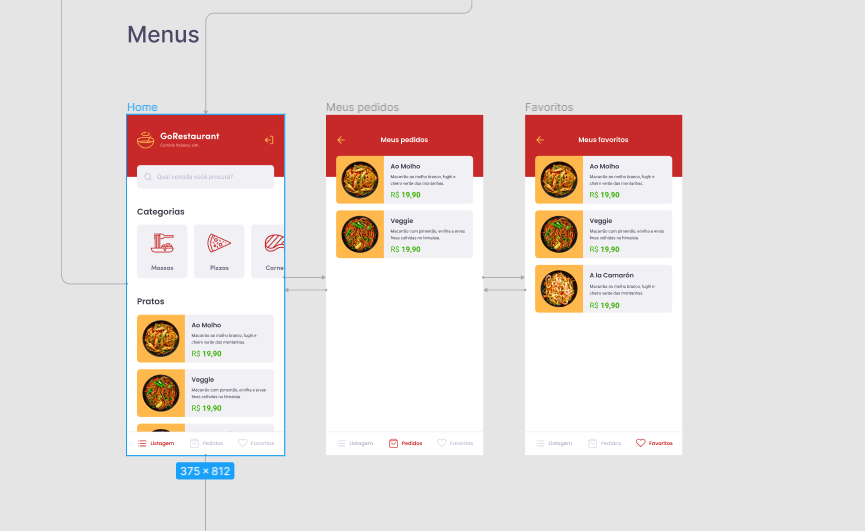 Menus
Home
GoRestaurant
Comida italiana, sim
Qual comida você procura?
Categorias
Massas
Pizzas
Carne
Pratos
Ao Molho
Macarrão ao molho branco, fughi e
cheiro verde das montanhas.
R$ 19,90
Veggie
Macarrão com pimentão, ervilha e ervas
finas colhidas no himalaia.
R$ 19,90
Listagem
Pedidos
Favoritos
375 × 812
Meus pedidos
Meus pedidos
Ao Molho
Macarrão ao molho branco, fughi e
cheiro verde das montanhas.
R$ 19,90
Veggie
Macarrão com pimentão, ervilha e ervas
finas colhidas no himalaia.
R$ 19,90
Listagem
Pedidos
Favoritos
Favoritos
Meus favoritos
Ao Molho
Macarrão ao molho branco, fughi e
cheiro verde das montanhas.
R$ 19,90
Veggie
Macarrão com pimentão, ervilha e ervas
finas colhidas no himalaia.
R$ 19,90
A la Camarón
Macarrão ao molho branco, fughi e
cheiro verde das montanhas.
R$ 19,90
Listagem
Pedidos
Favoritos